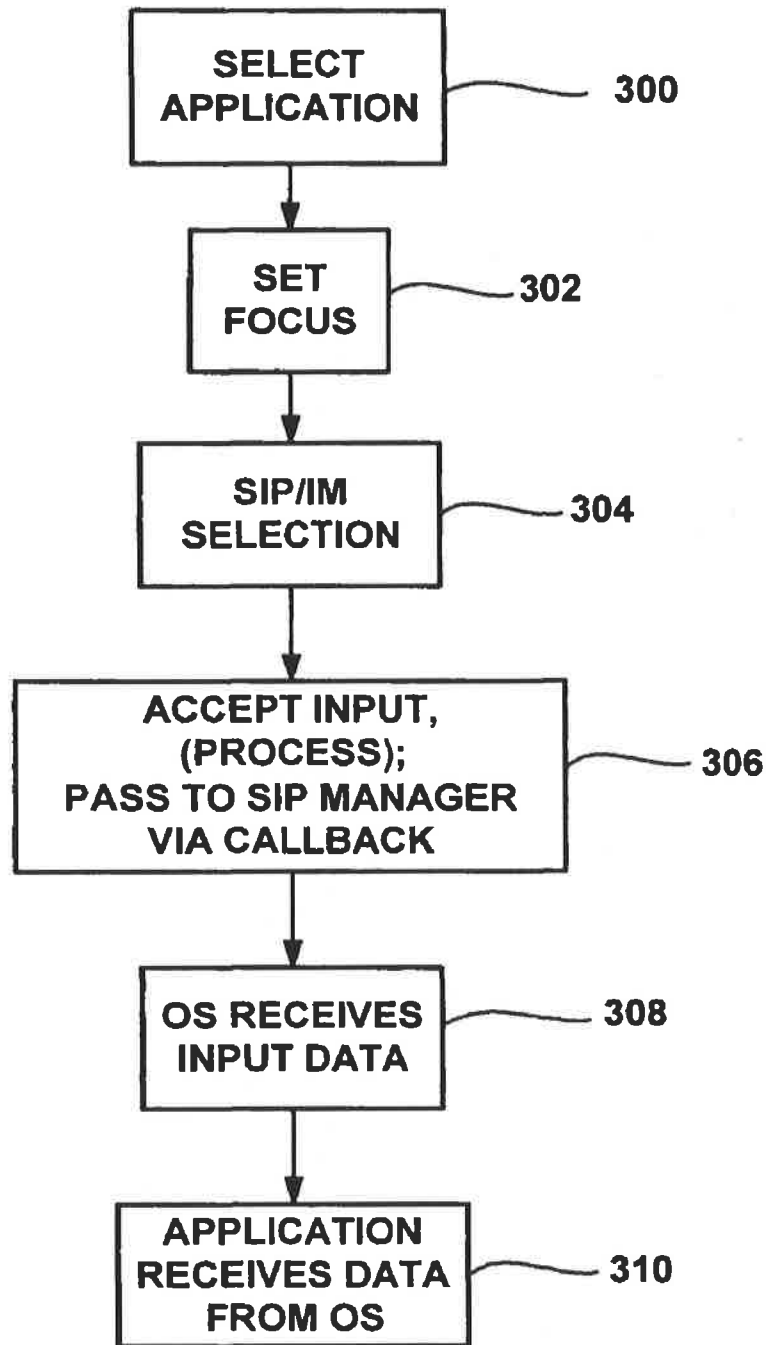 SELECT
APPLICATION
300
SET
FOCUS
302
SIP/IM
SELECTION
304
ACCEPT INPUT,
(PROCESS);
PASS TO SIP MANAGER
VIA CALLBACK
306
OS RECEIVES
INPUT DATA
308
APPLICATION
RECEIVES DATA
FROM OS
310